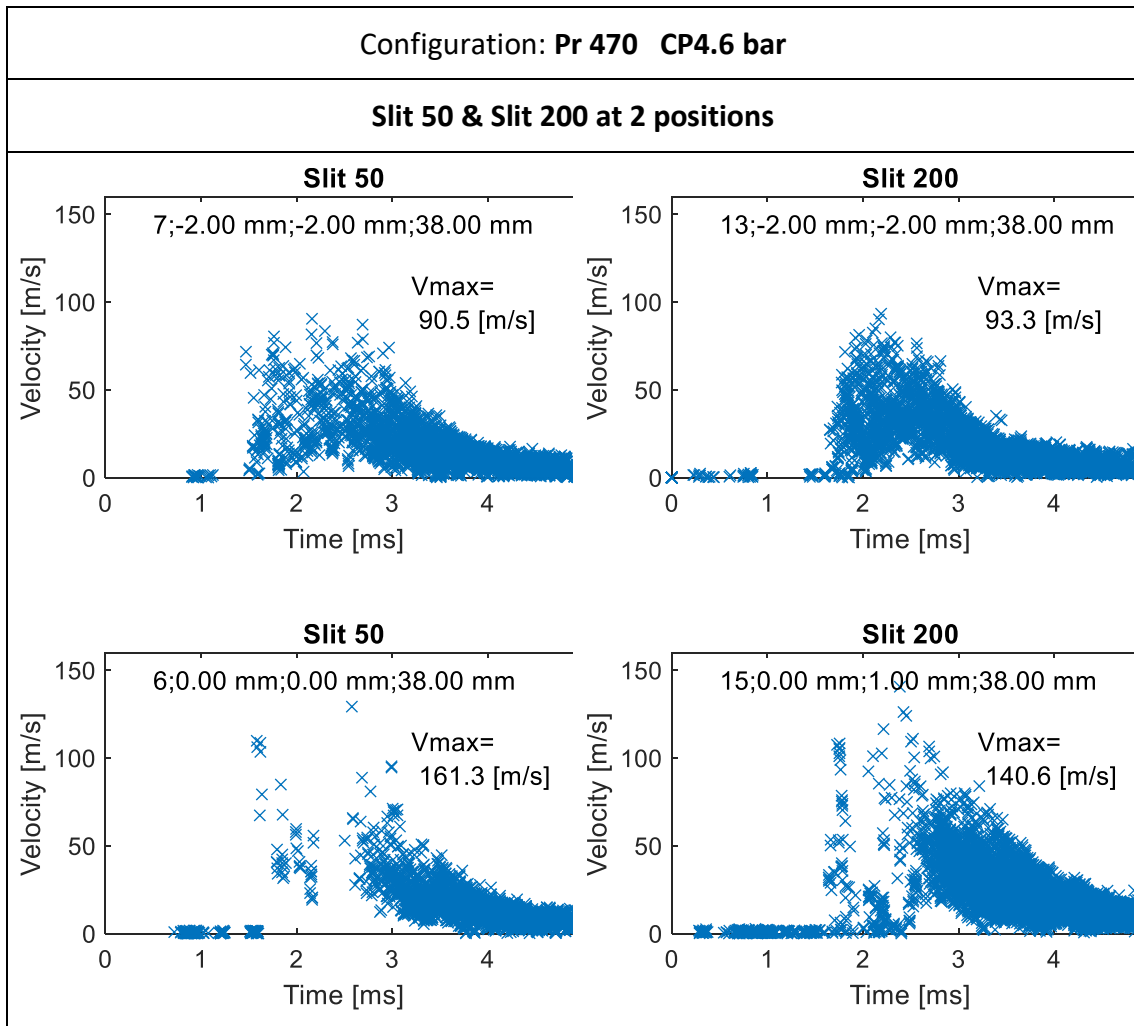 Configuration: Pr 470 CP4.6 bar
Slit 50 & Slit 200 at 2 positions
Slit 50
7;-2.00 mm;-2.00 mm;38.00 mm
Vmax=
90.5 [m/s]
Velocity [m/s]
150
100
50
0
0 1 2 3 4
Time [ms]
Slit 200
13;-2.00 mm;-2.00 mm;38.00 mm
Vmax=
93.3 [m/s]
Velocity [m/s]
150
100
50
0
0 1 2 3 4
Time [ms]
Slit 50
6;0.00 mm;0.00 mm;38.00 mm
Vmax=
161.3 [m/s]
Velocity [m/s]
150
100
50
0
0 1 2 3 4
Time [ms]
Slit 200
15;0.00 mm;1.00 mm;38.00 mm
Vmax=
140.6 [m/s]
Velocity [m/s]
150
100
50
0
0 1 2 3 4
Time [ms]